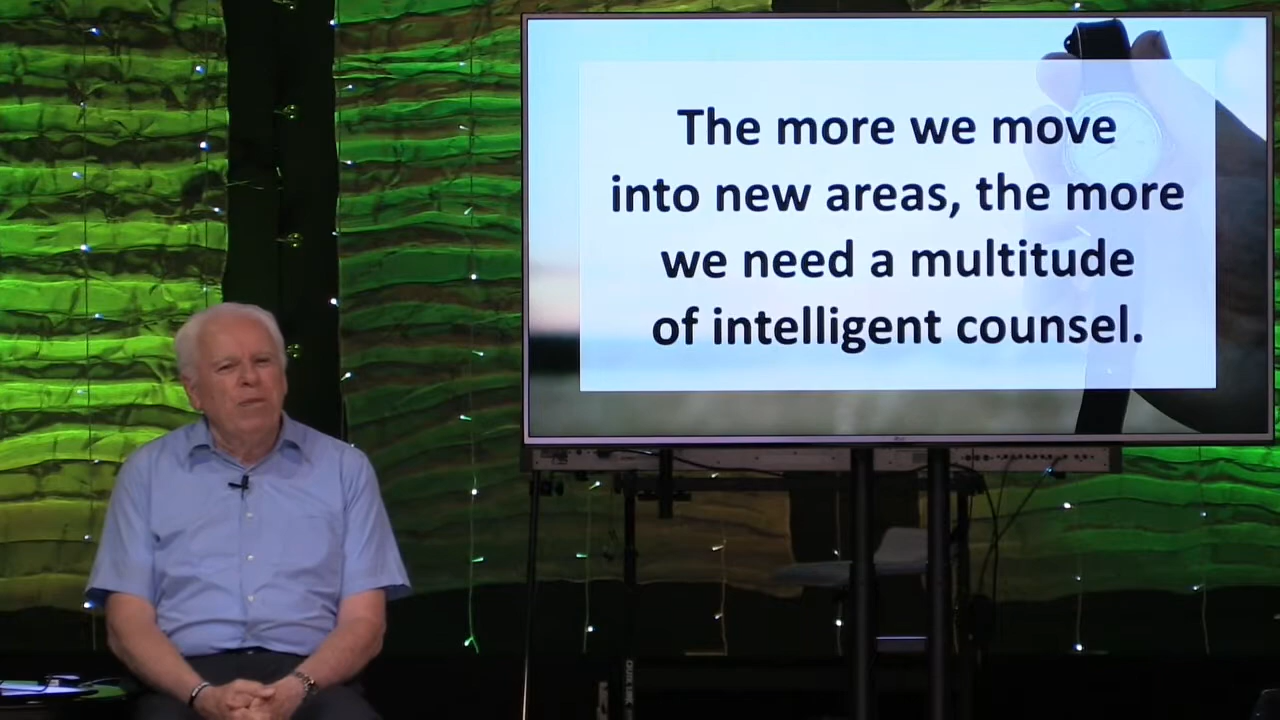 The more we move
into new areas, the more
we need a multitude
of intelligent counsel.